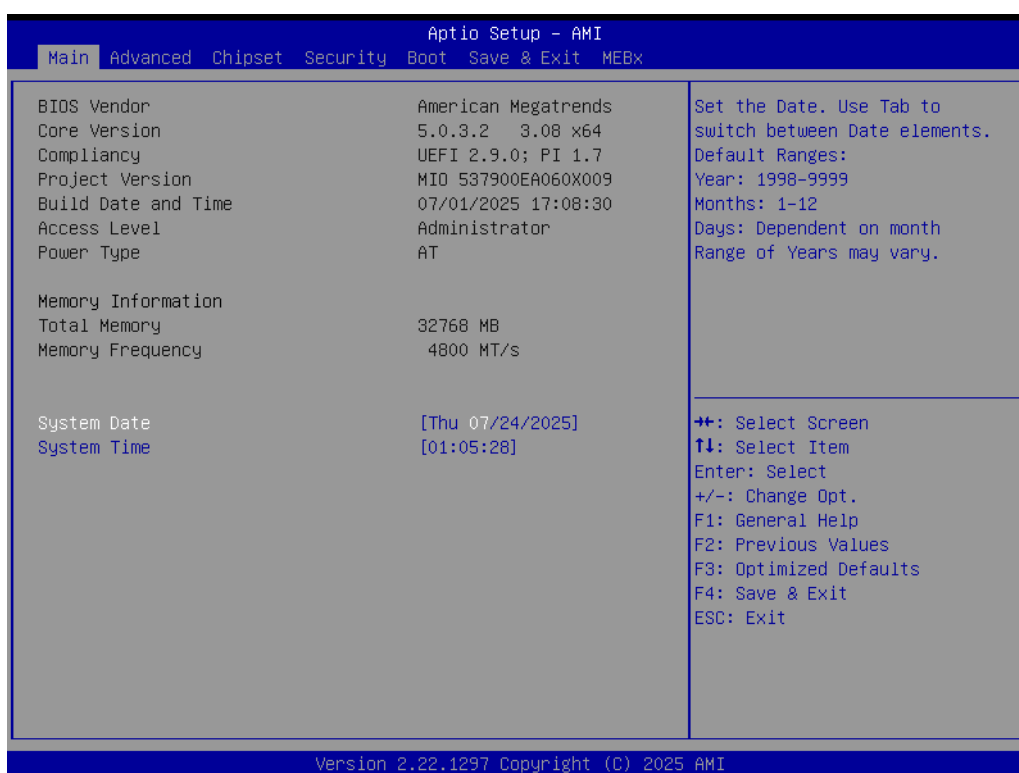 Aptio Setup - AMI
Main Advanced Chipset Security Boot Save & Exit MEBx
BIOS Vendor American Megatrends
Core Version 5.0.3.2 3.08 x64
Compliancy UEFI 2.9.0; PI 1.7
Project Version MIO 537900EA060X009
Build Date and Time 07/01/2025 17:08:30
Access Level Administrator
Power Type AT
Memory Information
Total Memory 32768 MB
Memory Frequency 4800 MT/s
System Date [Thu 07/24/2025]
System Time [01:05:28]
Set the Date. Use Tab to
switch between Date elements.
Default Ranges:
Year: 1998-9999
Months: 1-12
Days: Dependent on month
Range of Years may vary.
→←: Select Screen
↑↓: Select Item
Enter: Select
+/-: Change Opt.
F1: General Help
F2: Previous Values
F3: Optimized Defaults
F4: Save & Exit
ESC: Exit
Version 2.22.1297 Copyright (C) 2025 AMI